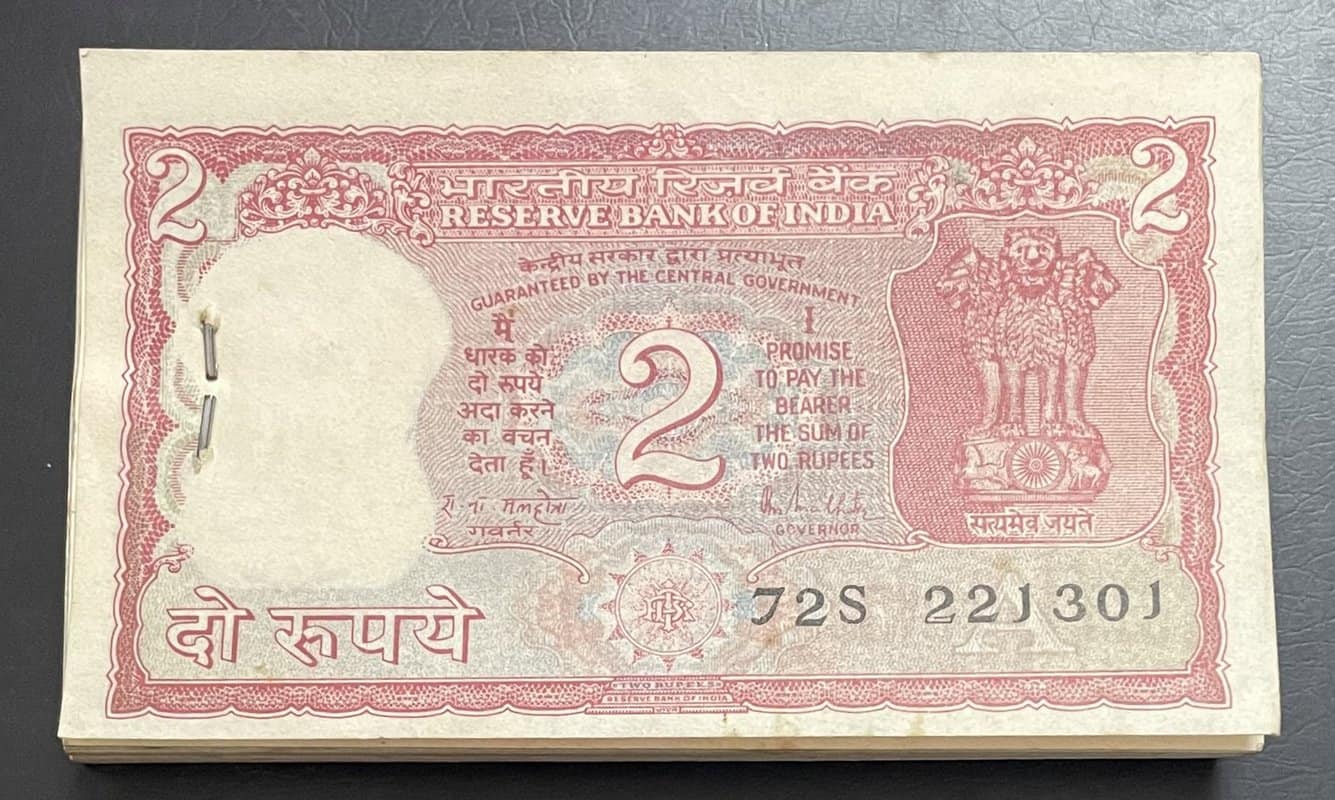 2
2
भारतीय रिज़र्व बैंक
RESERVE BANK OF INDIA
केन्द्रीय सरकार द्वारा प्रत्याभूत
GUARANTEED BY THE CENTRAL GOVERNMENT
मैं
धारक को
दो रुपये
अदा करने
का वचन
देता हूँ।
रा. ना. मलहोत्रा
गवर्नर
2
I
PROMISE
TO PAY THE
BEARER
THE SUM OF
TWO RUPEES
GOVERNOR
सत्यमेव जयते
दो रूपये
72S 221301
A
TWO RUPEES
RESERVE BANK OF INDIA